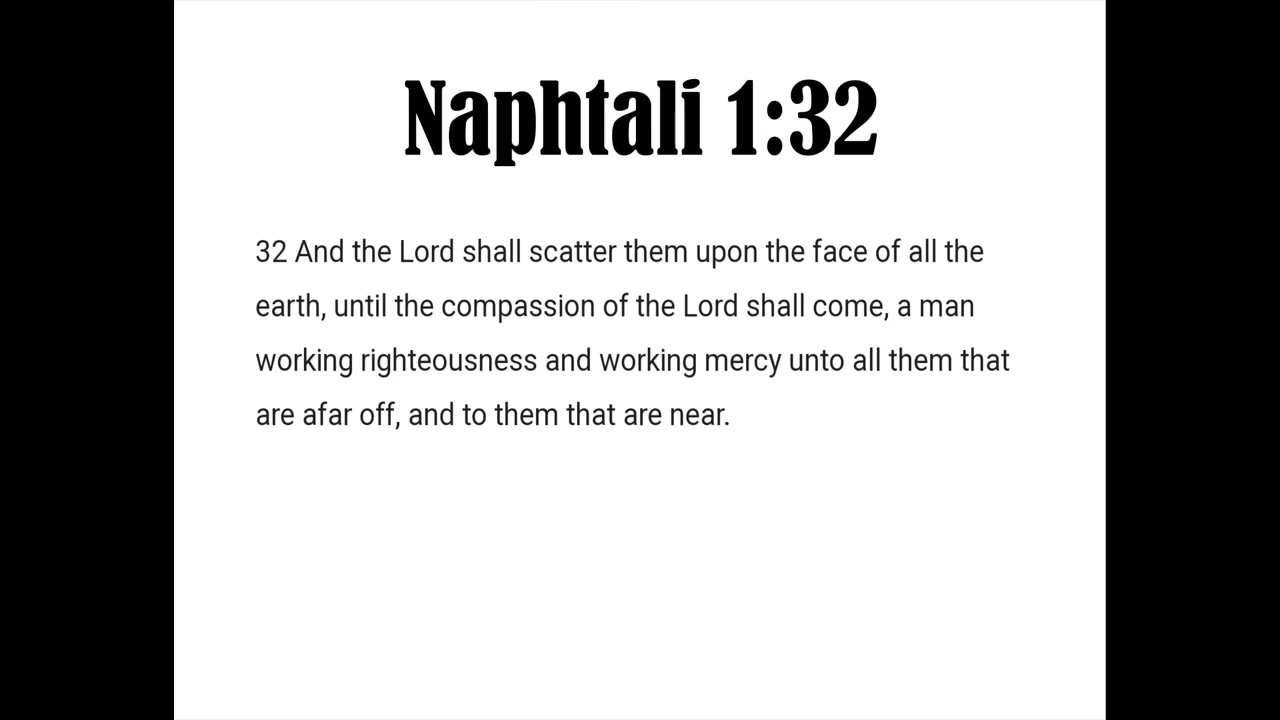 Naphtali 1:32
32 And the Lord shall scatter them upon the face of all the
earth, until the compassion of the Lord shall come, a man
working righteousness and working mercy unto all them that
are afar off, and to them that are near.